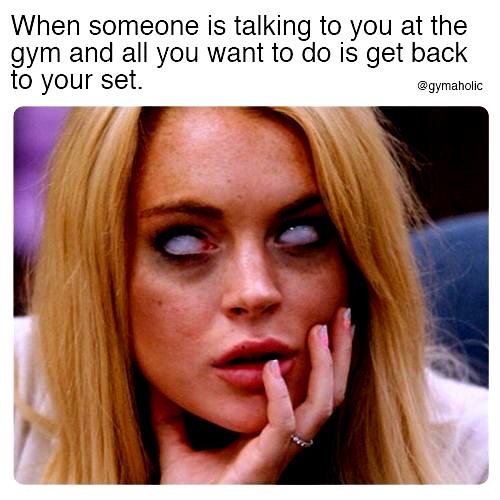 When someone is talking to you at the
gym and all you want to do is get back
to your set.
@gymaholic